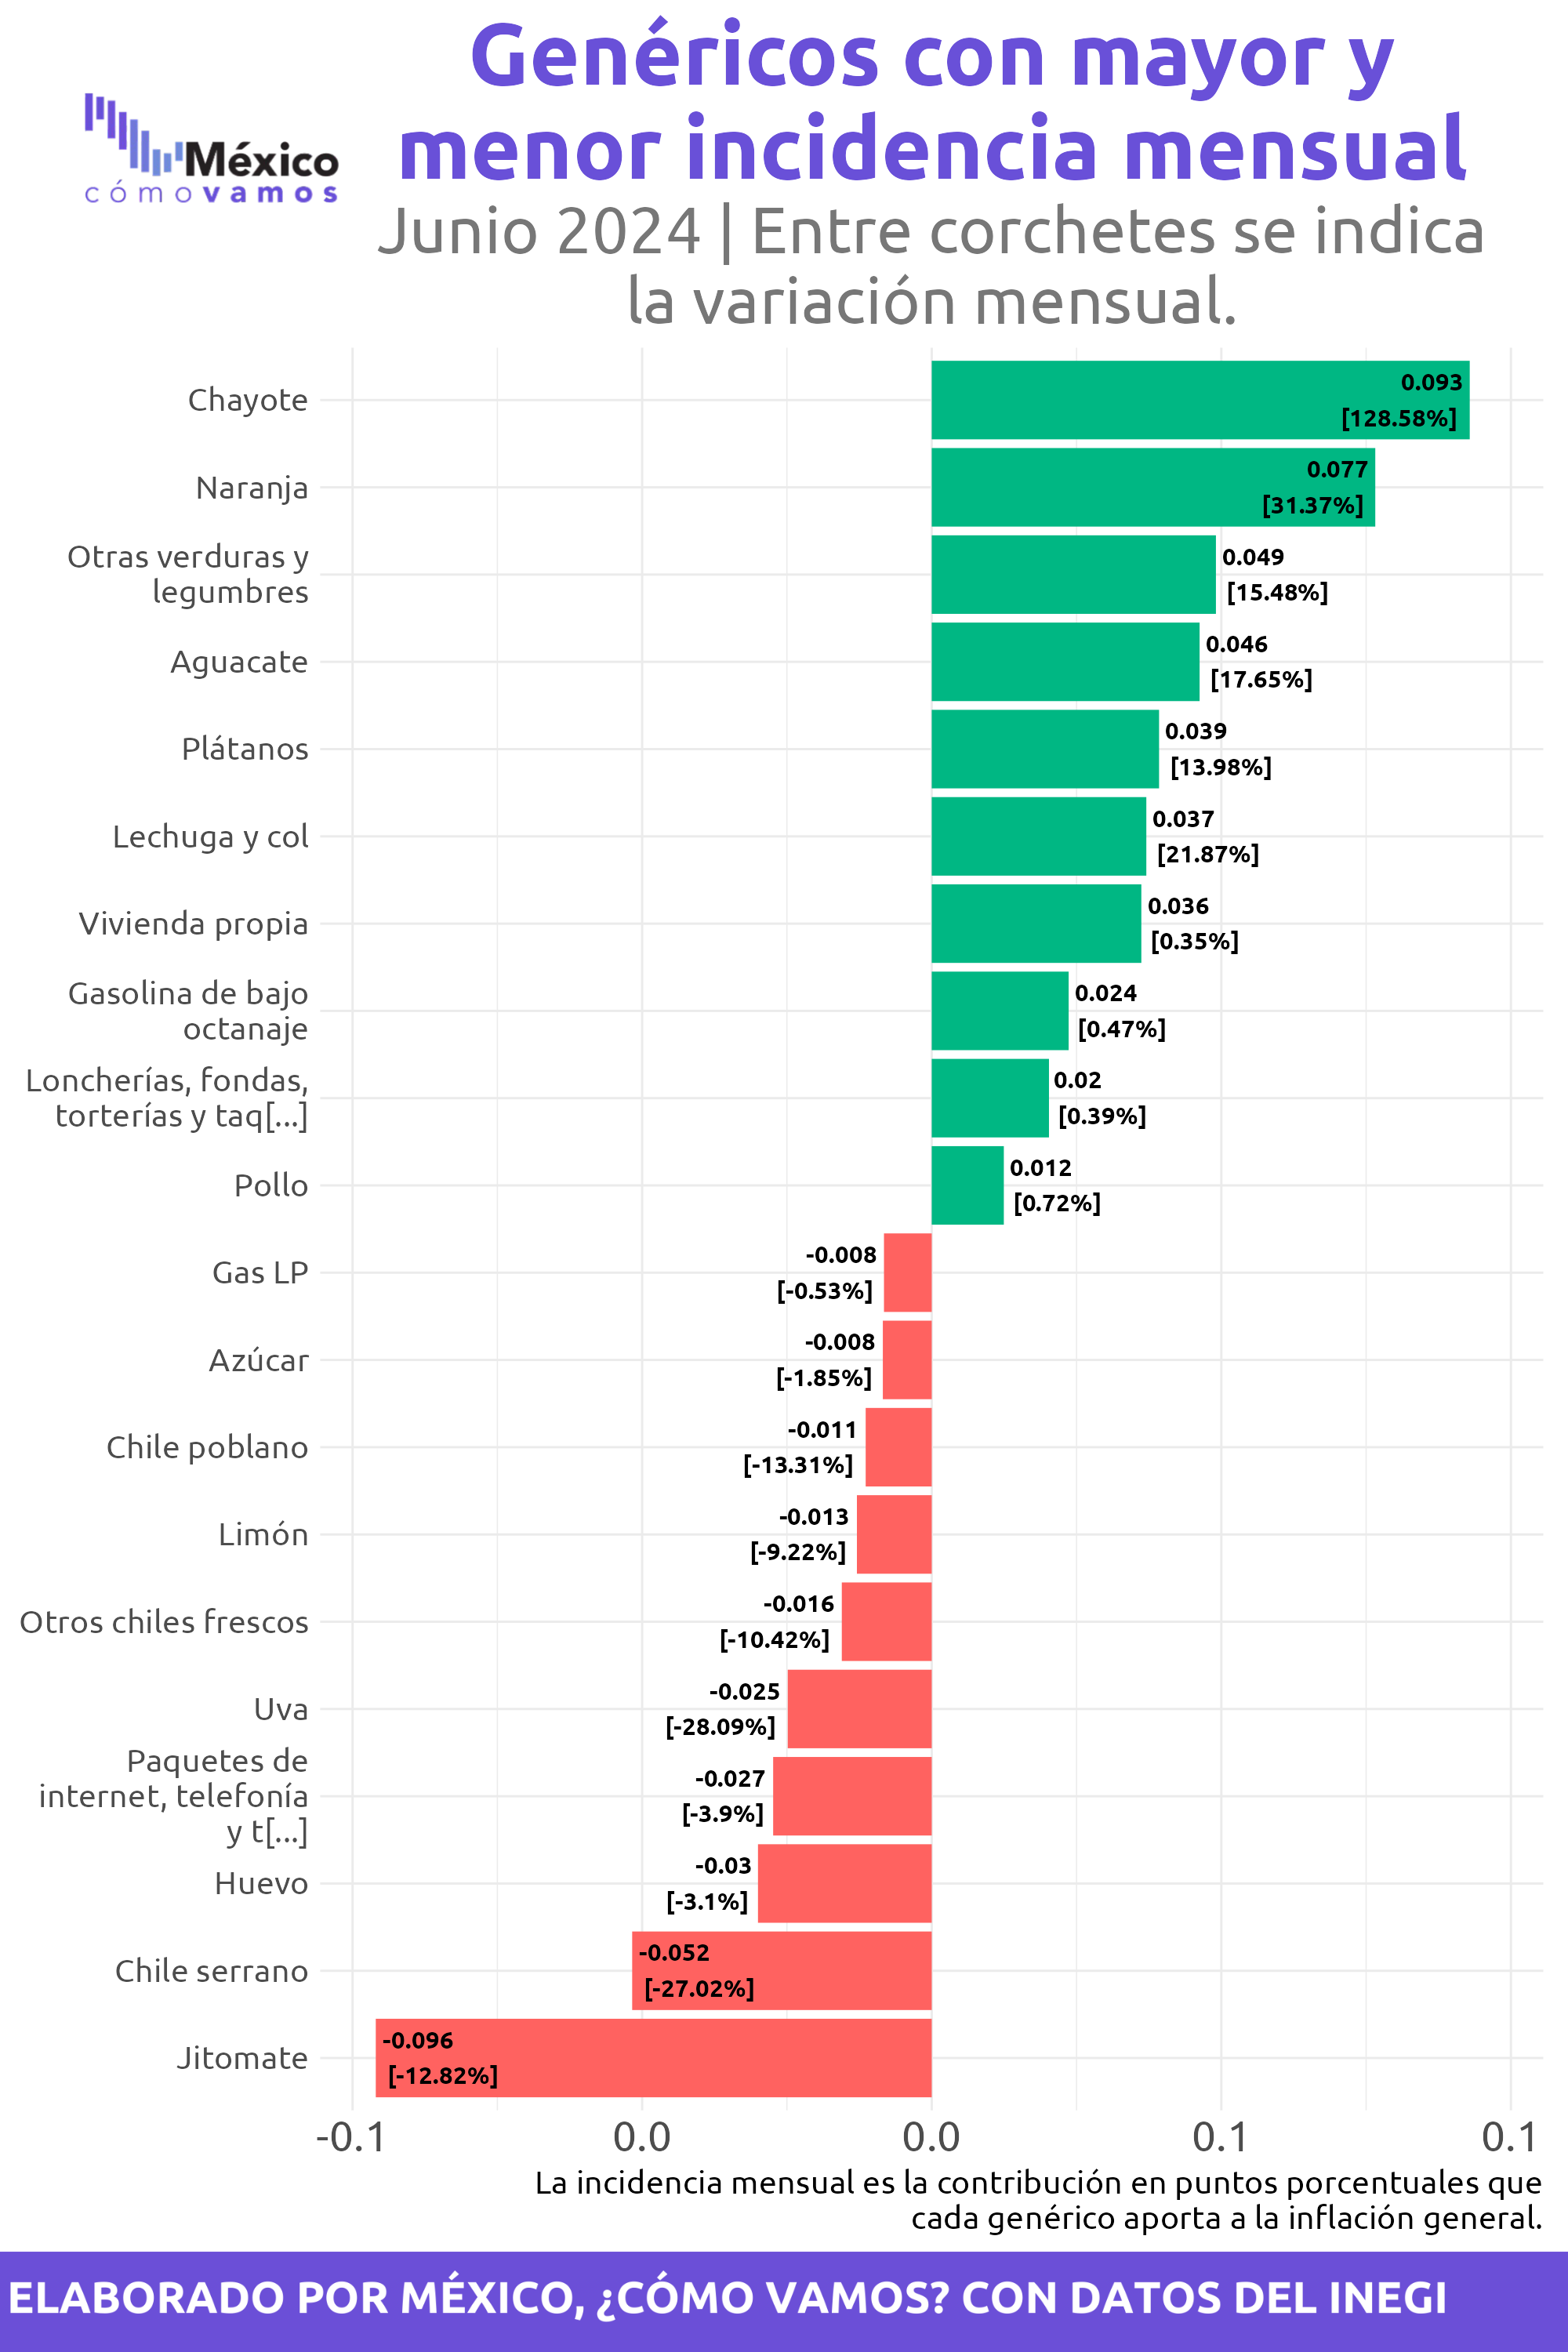 Genéricos con mayor y
menor incidencia mensual
Junio 2024 | Entre corchetes se indica
la variación mensual.
México
cómovamos
Chayote
0.093
[128.58%]
Naranja
0.077
[31.37%]
Otras verduras y
legumbres
0.049
[15.48%]
Aguacate
0.046
[17.65%]
Plátanos
0.039
[13.98%]
Lechuga y col
0.037
[21.87%]
Vivienda propia
0.036
[0.35%]
Gasolina de bajo
octanaje
0.024
[0.47%]
Loncherías, fondas,
torterías y taq[...]
0.02
[0.39%]
Pollo
0.012
[0.72%]
Gas LP
-0.008
[-0.53%]
Azúcar
-0.008
[-1.85%]
Chile poblano
-0.011
[-13.31%]
Limón
-0.013
[-9.22%]
Otros chiles frescos
-0.016
[-10.42%]
Uva
-0.025
[-28.09%]
Paquetes de
internet, telefonía
y t[...]
-0.027
[-3.9%]
Huevo
-0.03
[-3.1%]
Chile serrano
-0.052
[-27.02%]
Jitomate
-0.096
[-12.82%]
-0.1 0.0 0.0 0.1 0.1
La incidencia mensual es la contribución en puntos porcentuales que
cada genérico aporta a la inflación general.
ELABORADO POR MÉXICO, ¿CÓMO VAMOS? CON DATOS DEL INEGI